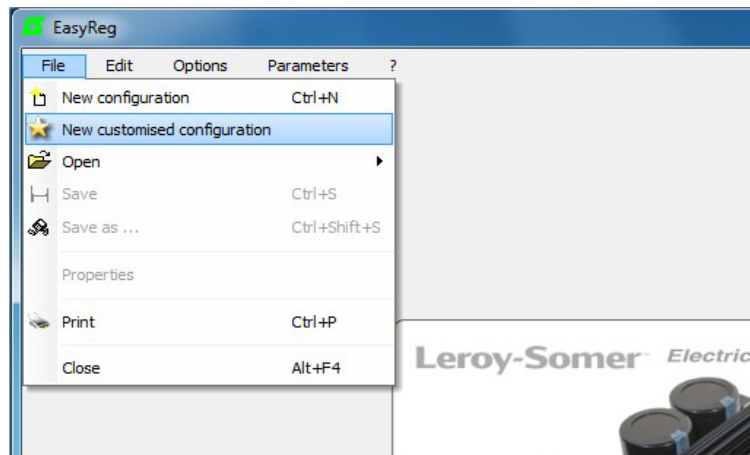 EasyReg
File Edit Options Parameters ?
New configuration Ctrl+N
New customised configuration
Open
Save Ctrl+S
Save as ... Ctrl+Shift+S
Properties
Print Ctrl+P
Close Alt+F4
Leroy-Somer Electric